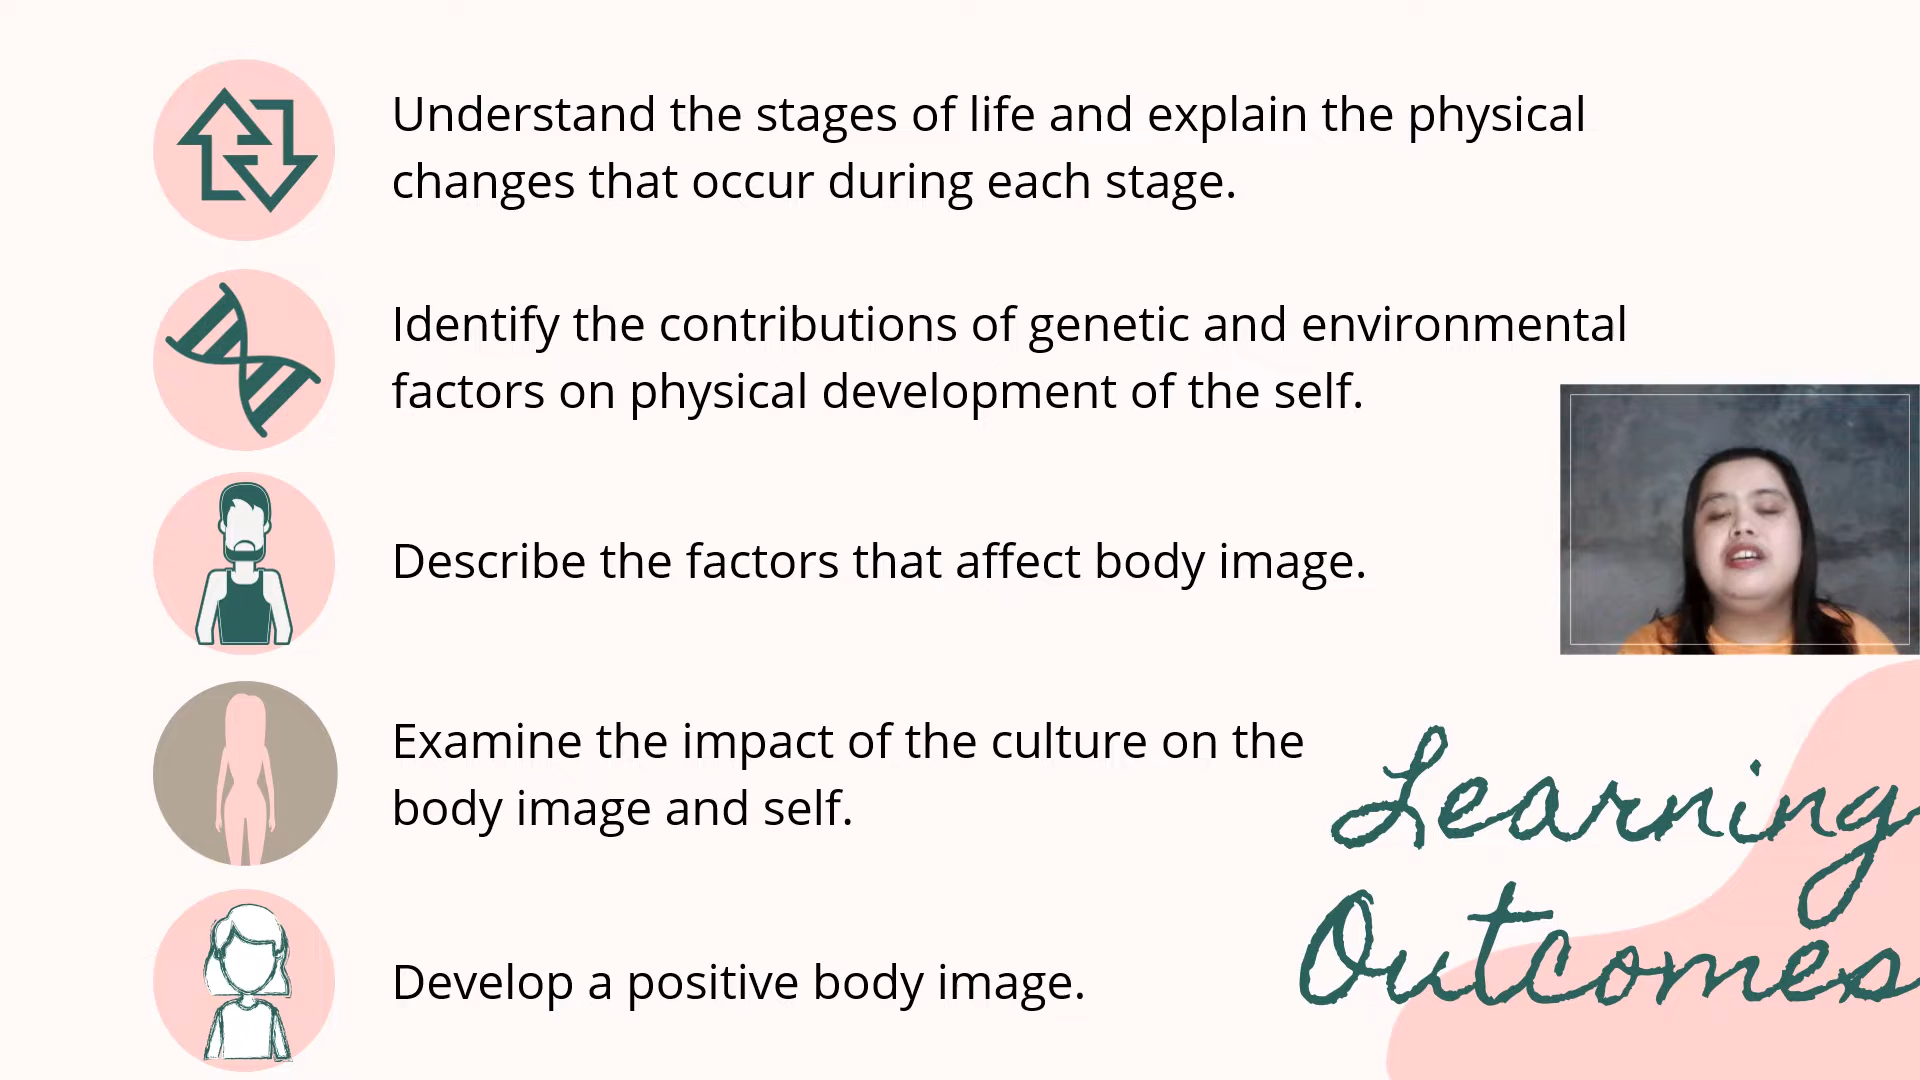 Understand the stages of life and explain the physical
changes that occur during each stage.
Identify the contributions of genetic and environmental
factors on physical development of the self.
Describe the factors that affect body image.
Examine the impact of the culture on the
body image and self.
Develop a positive body image.
Learning
Outcomes